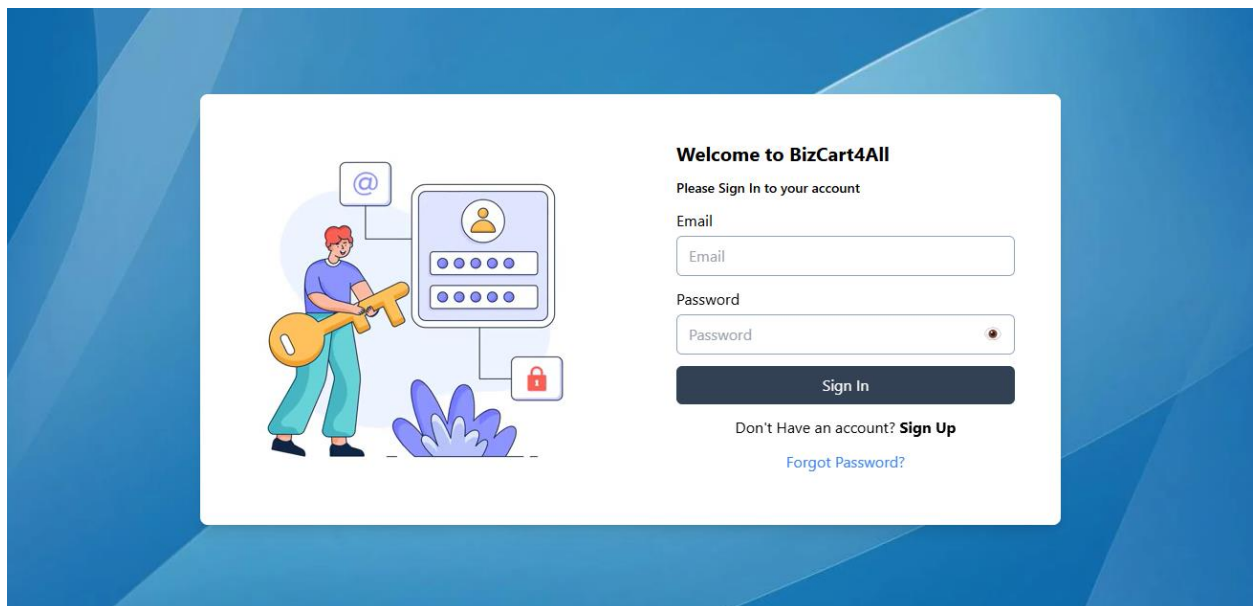 Welcome to BizCart4All
Please Sign In to your account
Email
Email
Password
Password
Sign In
Don't Have an account? Sign Up
Forgot Password?
@